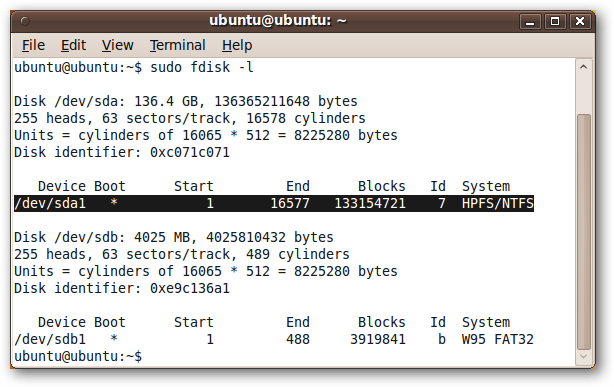 ubuntu@ubuntu: ~
File Edit View Terminal Help
ubuntu@ubuntu:~$ sudo fdisk -l
Disk /dev/sda: 136.4 GB, 136365211648 bytes
255 heads, 63 sectors/track, 16578 cylinders
Units = cylinders of 16065 * 512 = 8225280 bytes
Disk identifier: 0xc071c071
Device Boot Start End Blocks Id System
/dev/sda1 * 1 16577 133154721 7 HPFS/NTFS
Disk /dev/sdb: 4025 MB, 4025810432 bytes
255 heads, 63 sectors/track, 489 cylinders
Units = cylinders of 16065 * 512 = 8225280 bytes
Disk identifier: 0xe9c136a1
Device Boot Start End Blocks Id System
/dev/sdb1 * 1 488 3919841 b W95 FAT32
ubuntu@ubuntu:~$